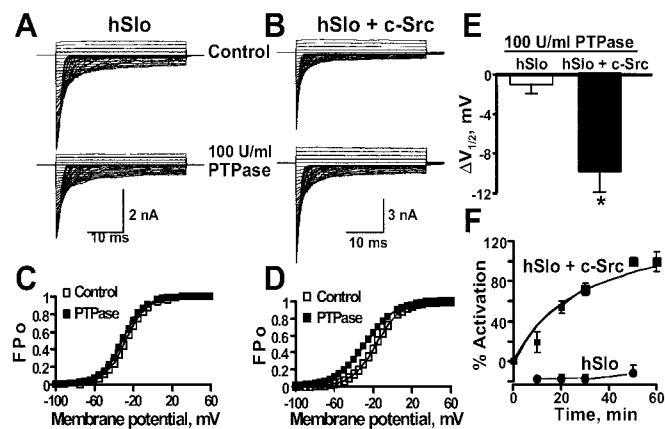 A
hSlo
B
hSlo + c-Src
Control
100 U/ml
PTPase
2 nA
10 ms
3 nA
10 ms
C
Control
PTPase
FPo
1
0.8
0.6
0.4
0.2
0
-100
-60
-20
20
60
Membrane potential, mV
D
Control
PTPase
FPo
1
0.8
0.6
0.4
0.2
0
-100
-60
-20
20
60
Membrane potential, mV
E
100 U/ml PTPase
hSlo
hSlo + c-Src
ΔV1/2, mV
0
-4
-8
-12
*
F
% Activation
120
80
40
0
hSlo + c-Src
hSlo
0
20
40
60
Time, min